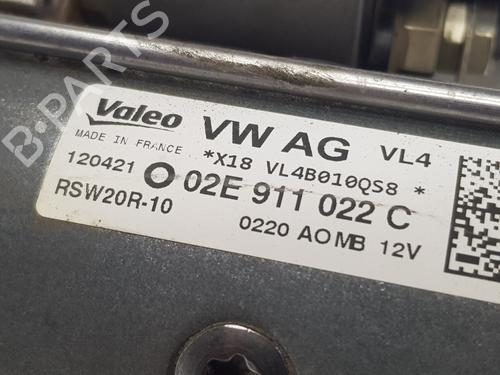 B-PARTS
Valeo VW AG VL4
MADE IN FRANCE *X18 VL4B010QS8 *
120421 O 02E 911 022 C
RSW20R-10 0220 AOMB 12V